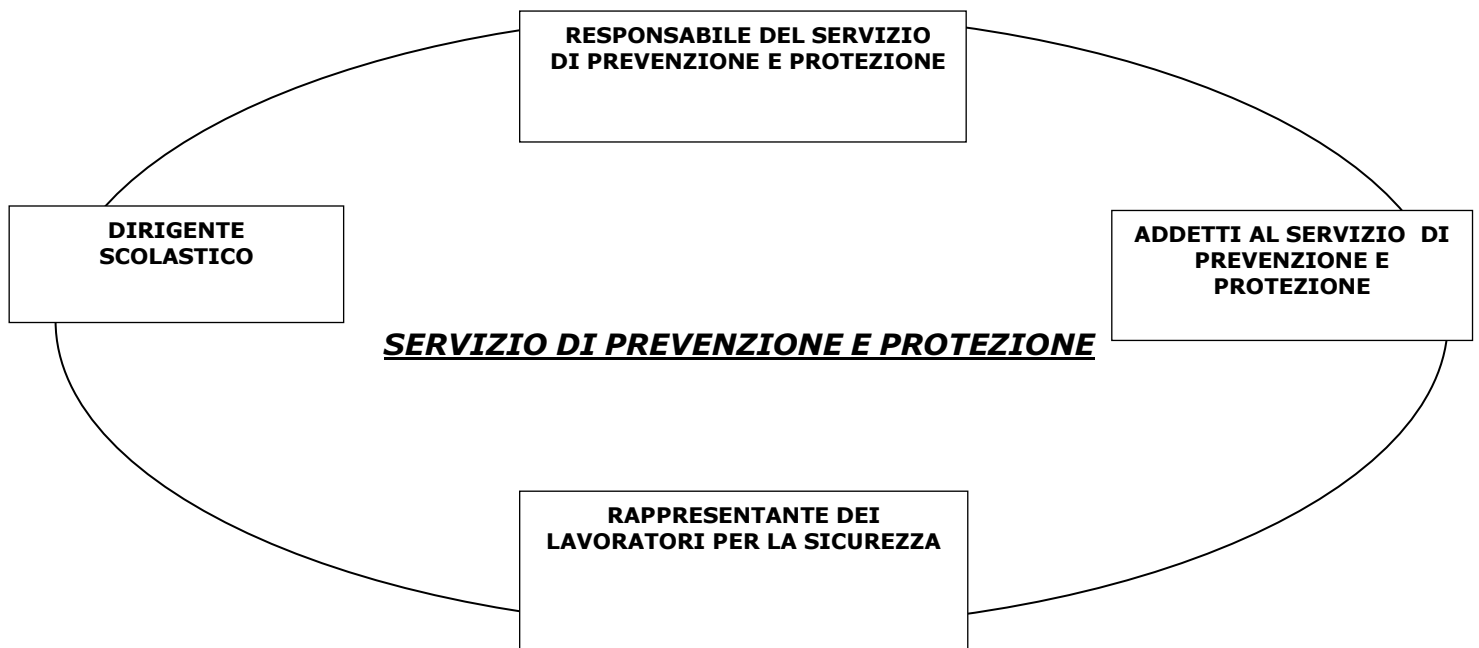 RESPONSABILE DEL SERVIZIO
DI PREVENZIONE E PROTEZIONE
DIRIGENTE
SCOLASTICO
ADDETTI AL SERVIZIO DI
PREVENZIONE E
PROTEZIONE
SERVIZIO DI PREVENZIONE E PROTEZIONE
RAPPRESENTANTE DEI
LAVORATORI PER LA SICUREZZA